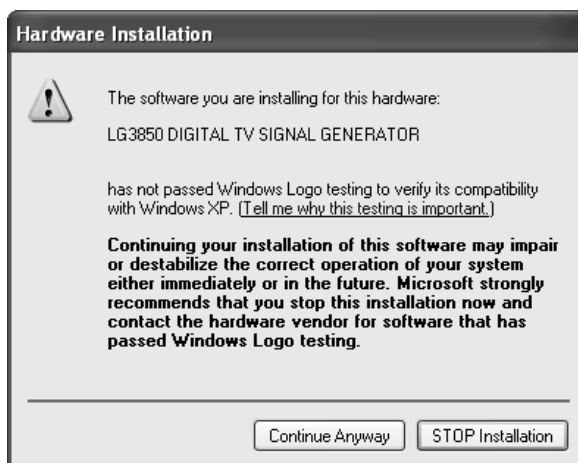 Hardware Installation
The software you are installing for this hardware:
LG3850 DIGITAL TV SIGNAL GENERATOR
has not passed Windows Logo testing to verify its compatibility
with Windows XP. (Tell me why this testing is important.)
Continuing your installation of this software may impair
or destabilize the correct operation of your system
either immediately or in the future. Microsoft strongly
recommends that you stop this installation now and
contact the hardware vendor for software that has
passed Windows Logo testing.
Continue Anyway
STOP Installation